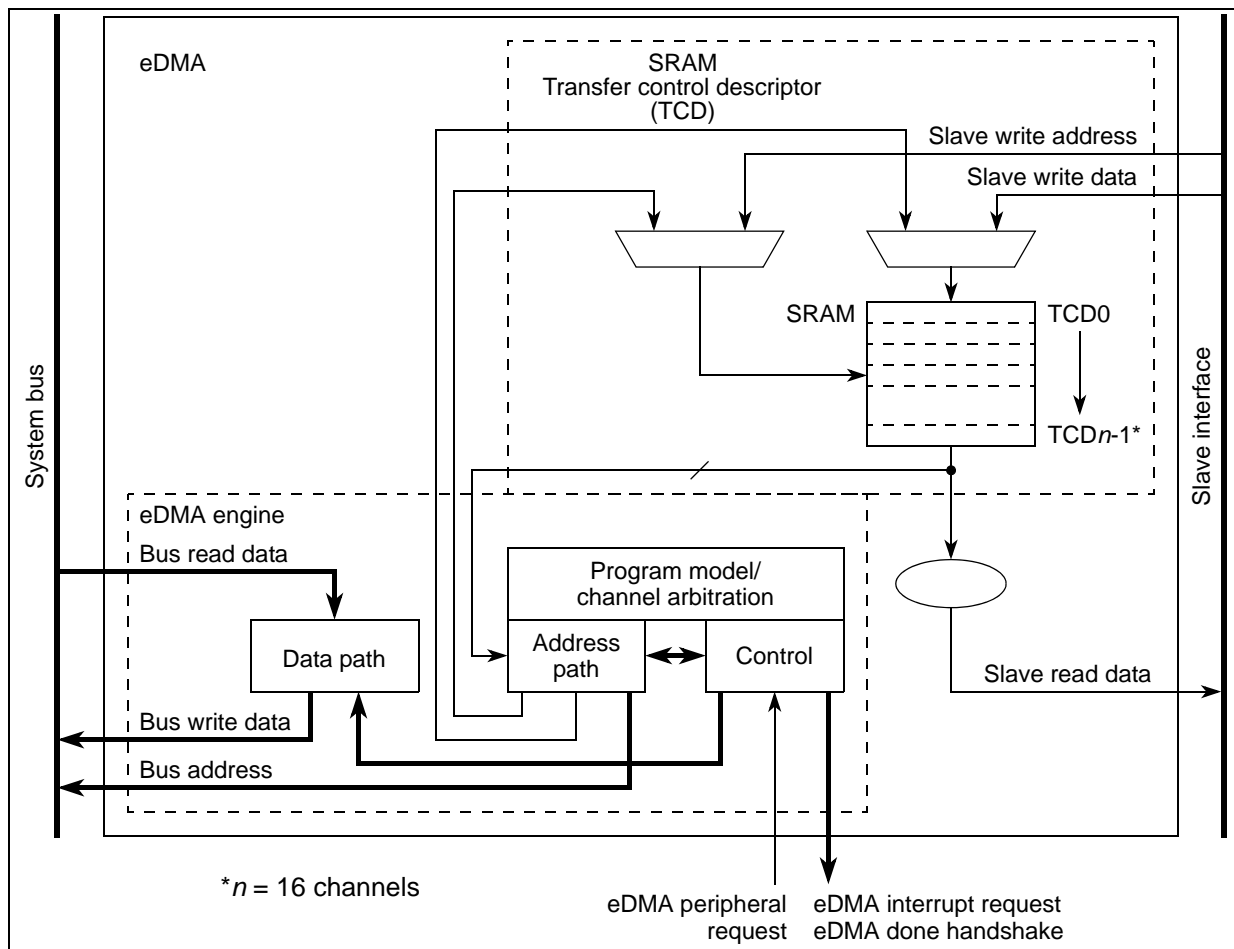 eDMA
SRAM
Transfer control descriptor
(TCD)
Slave write address
Slave write data
SRAM
TCD0
TCDn-1*
System bus
Slave interface
eDMA engine
Bus read data
Program model/
channel arbitration
Data path
Address
path
Control
Slave read data
Bus write data
Bus address
*n = 16 channels
eDMA peripheral
request
eDMA interrupt request
eDMA done handshake